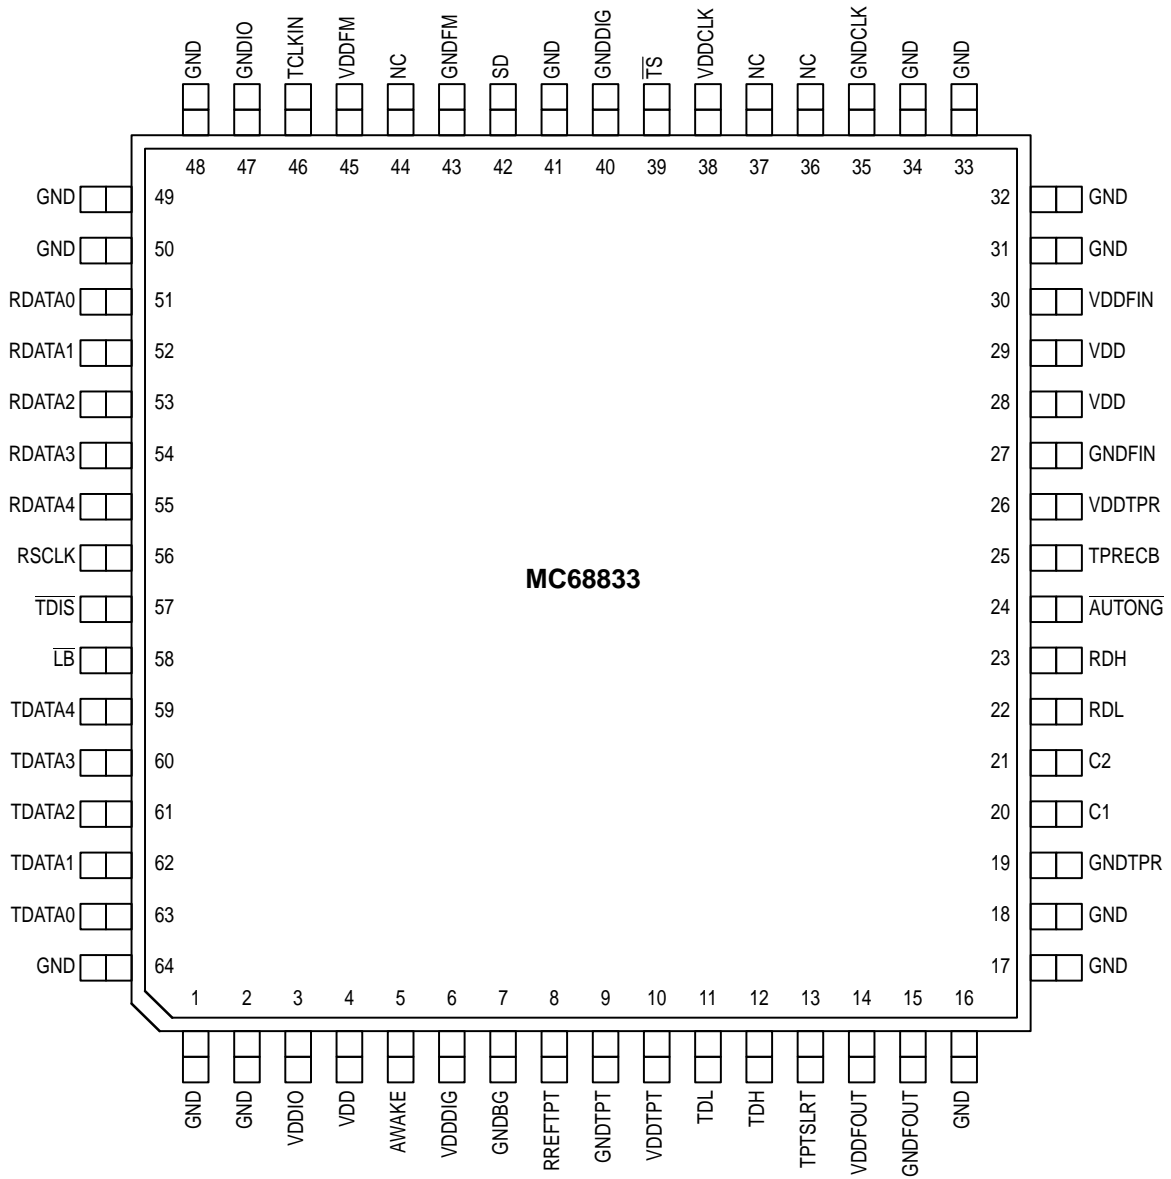 GND GNDIO TCLKIN VDDFM NC GNDFM SD GND GNDDIG T̅S̅ VDDCLK NC NC GNDCLK GND GND
48 47 46 45 44 43 42 41 40 39 38 37 36 35 34 33
GND 49 32 GND
GND 50 31 GND
RDATA0 51 30 VDDFIN
RDATA1 52 29 VDD
RDATA2 53 28 VDD
RDATA3 54 27 GNDFIN
RDATA4 55 26 VDDTPR
RSCLK 56 25 TPRECB
MC68833
T̅D̅I̅S̅ 57 24 A̅U̅T̅O̅N̅G̅
L̅B̅ 58 23 RDH
TDATA4 59 22 RDL
TDATA3 60 21 C2
TDATA2 61 20 C1
TDATA1 62 19 GNDTPR
TDATA0 63 18 GND
GND 64 17 GND
1 2 3 4 5 6 7 8 9 10 11 12 13 14 15 16
GND GND VDDIO VDD AWAKE VDDDIG GNDBG RREFTPT GNDTPT VDDTPT TDL TDH TPTSLRT VDDFOUT GNDFOUT GND